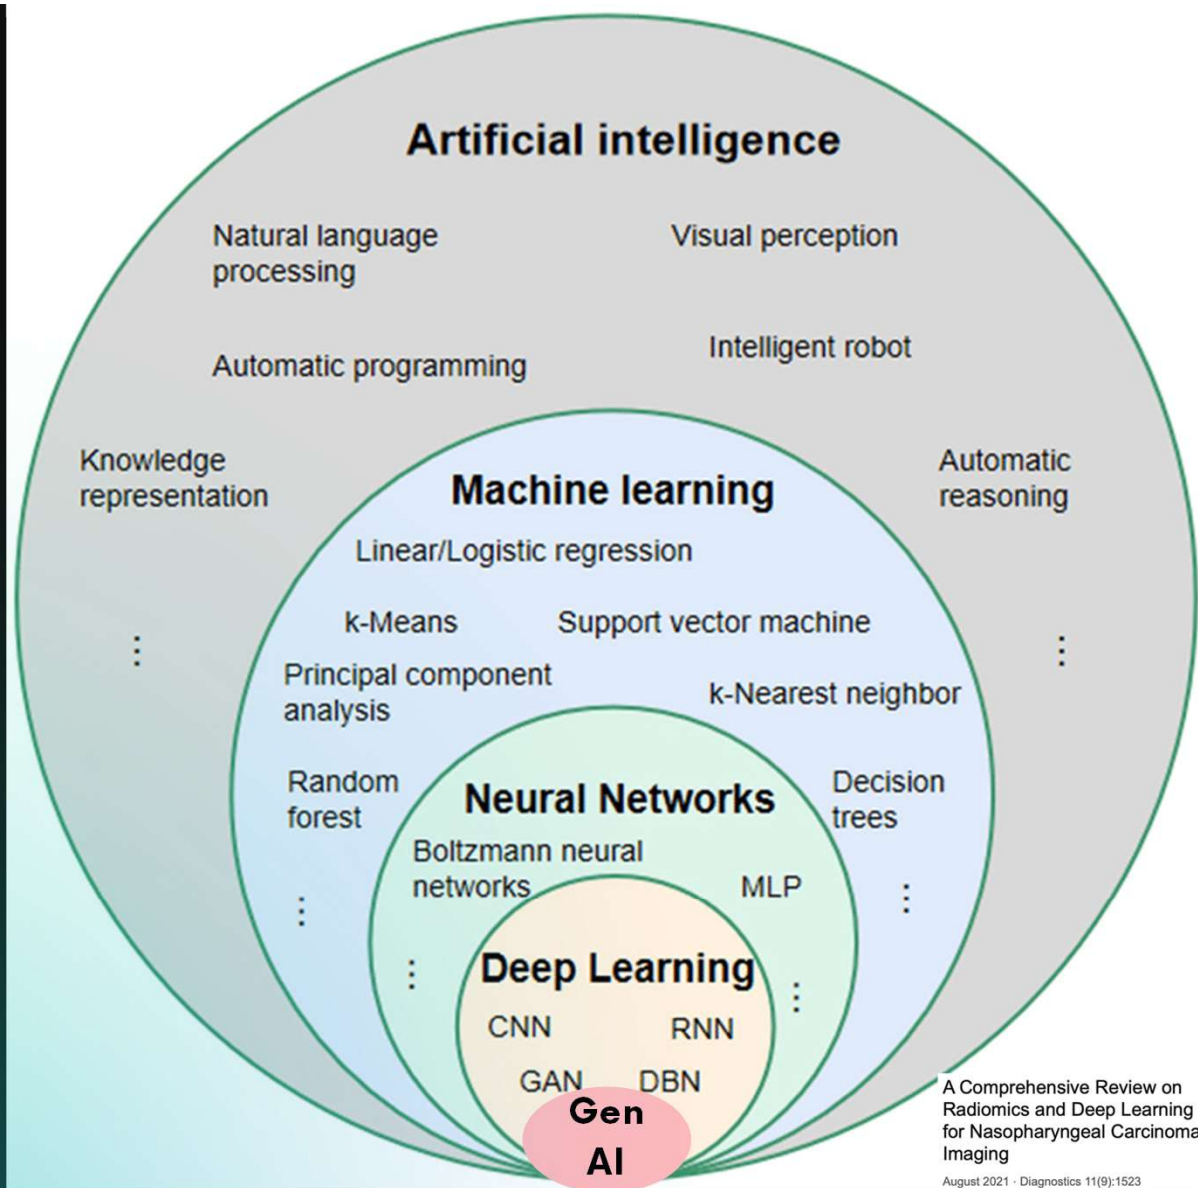 Artificial intelligence
Natural language
processing
Visual perception
Automatic programming
Intelligent robot
Knowledge
representation
Automatic
reasoning
Machine learning
Linear/Logistic regression
k-Means
Support vector machine
Principal component
analysis
k-Nearest neighbor
Random
forest
Decision
trees
Neural Networks
Boltzmann neural
networks
MLP
Deep Learning
CNN
RNN
GAN
DBN
Gen
AI
A Comprehensive Review on
Radiomics and Deep Learning
for Nasopharyngeal Carcinoma
Imaging
August 2021 · Diagnostics 11(9):1523